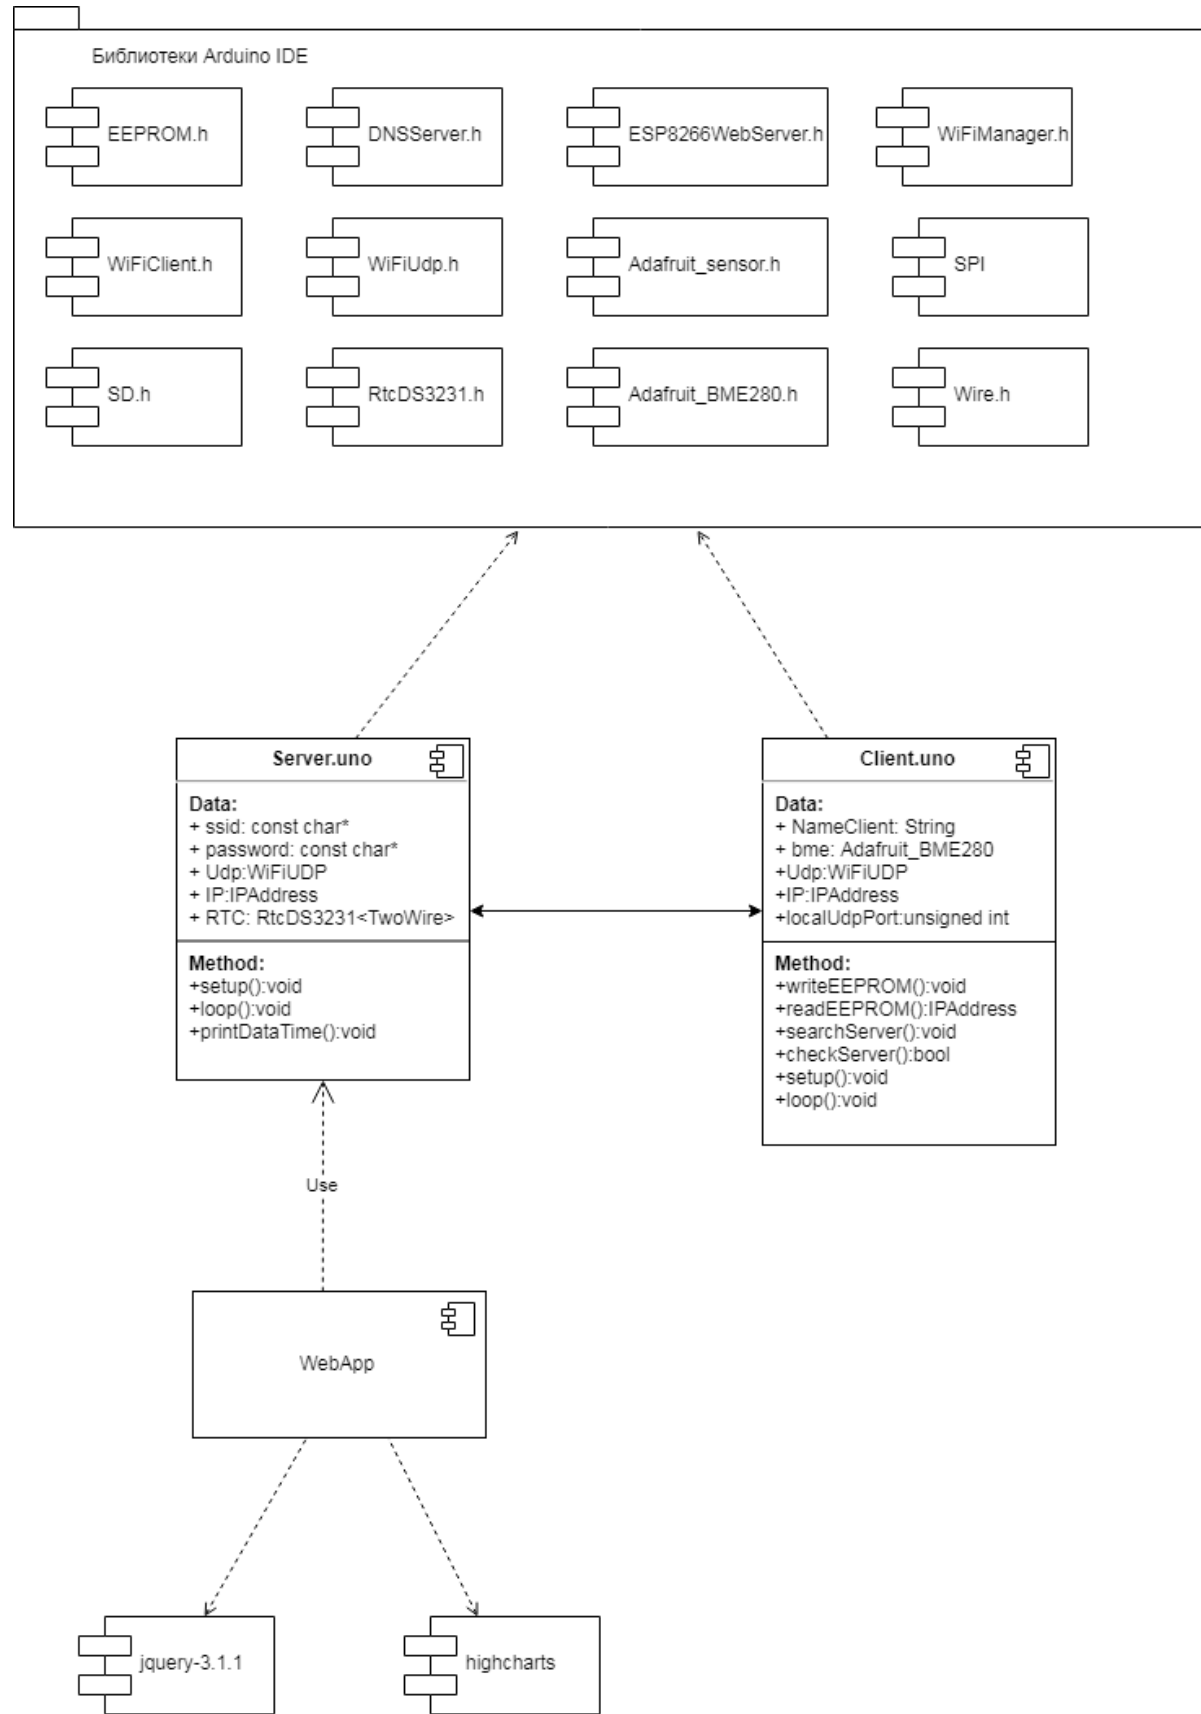 Библиотеки Arduino IDE
EEPROM.h
DNSServer.h
ESP8266WebServer.h
WiFiManager.h
WiFiClient.h
WiFiUdp.h
Adafruit_sensor.h
SPI
SD.h
RtcDS3231.h
Adafruit_BME280.h
Wire.h
Server.uno
Data:
+ ssid: const char*
+ password: const char*
+ Udp:WiFiUDP
+ IP:IPAddress
+ RTC: RtcDS3231<TwoWire>
Method:
+setup():void
+loop():void
+printDataTime():void
Client.uno
Data:
+ NameClient: String
+ bme: Adafruit_BME280
+Udp:WiFiUDP
+IP:IPAddress
+localUdpPort:unsigned int
Method:
+writeEEPROM():void
+readEEPROM():IPAddress
+searchServer():void
+checkServer():bool
+setup():void
+loop():void
Use
WebApp
jquery-3.1.1
highcharts